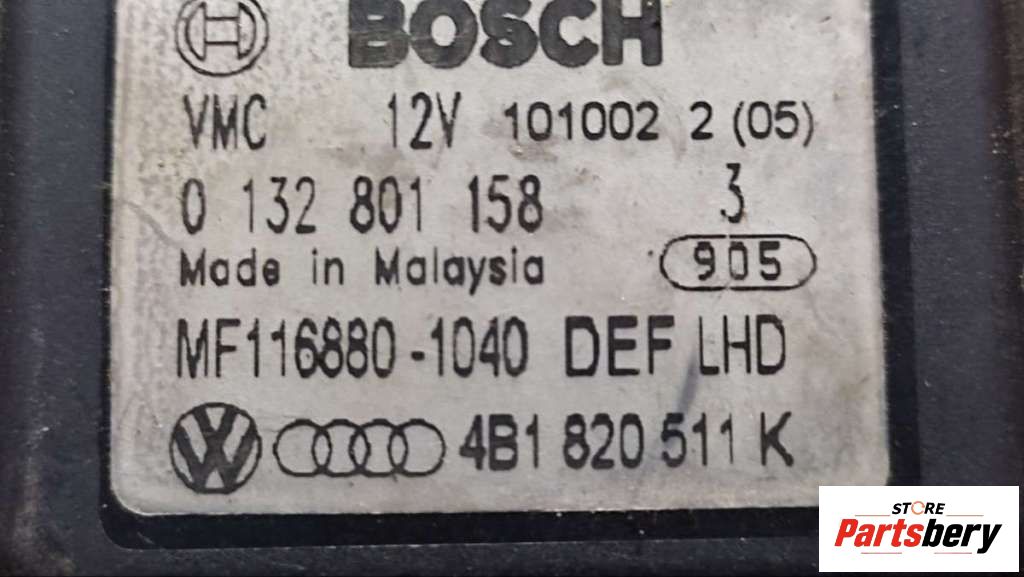 BOSCH
VMC 12V 101002 2 (05)
0 132 801 158 3
Made in Malaysia 905
MF116880-1040 DEF LHD
4B1 820 511 K
STORE
Partsbery